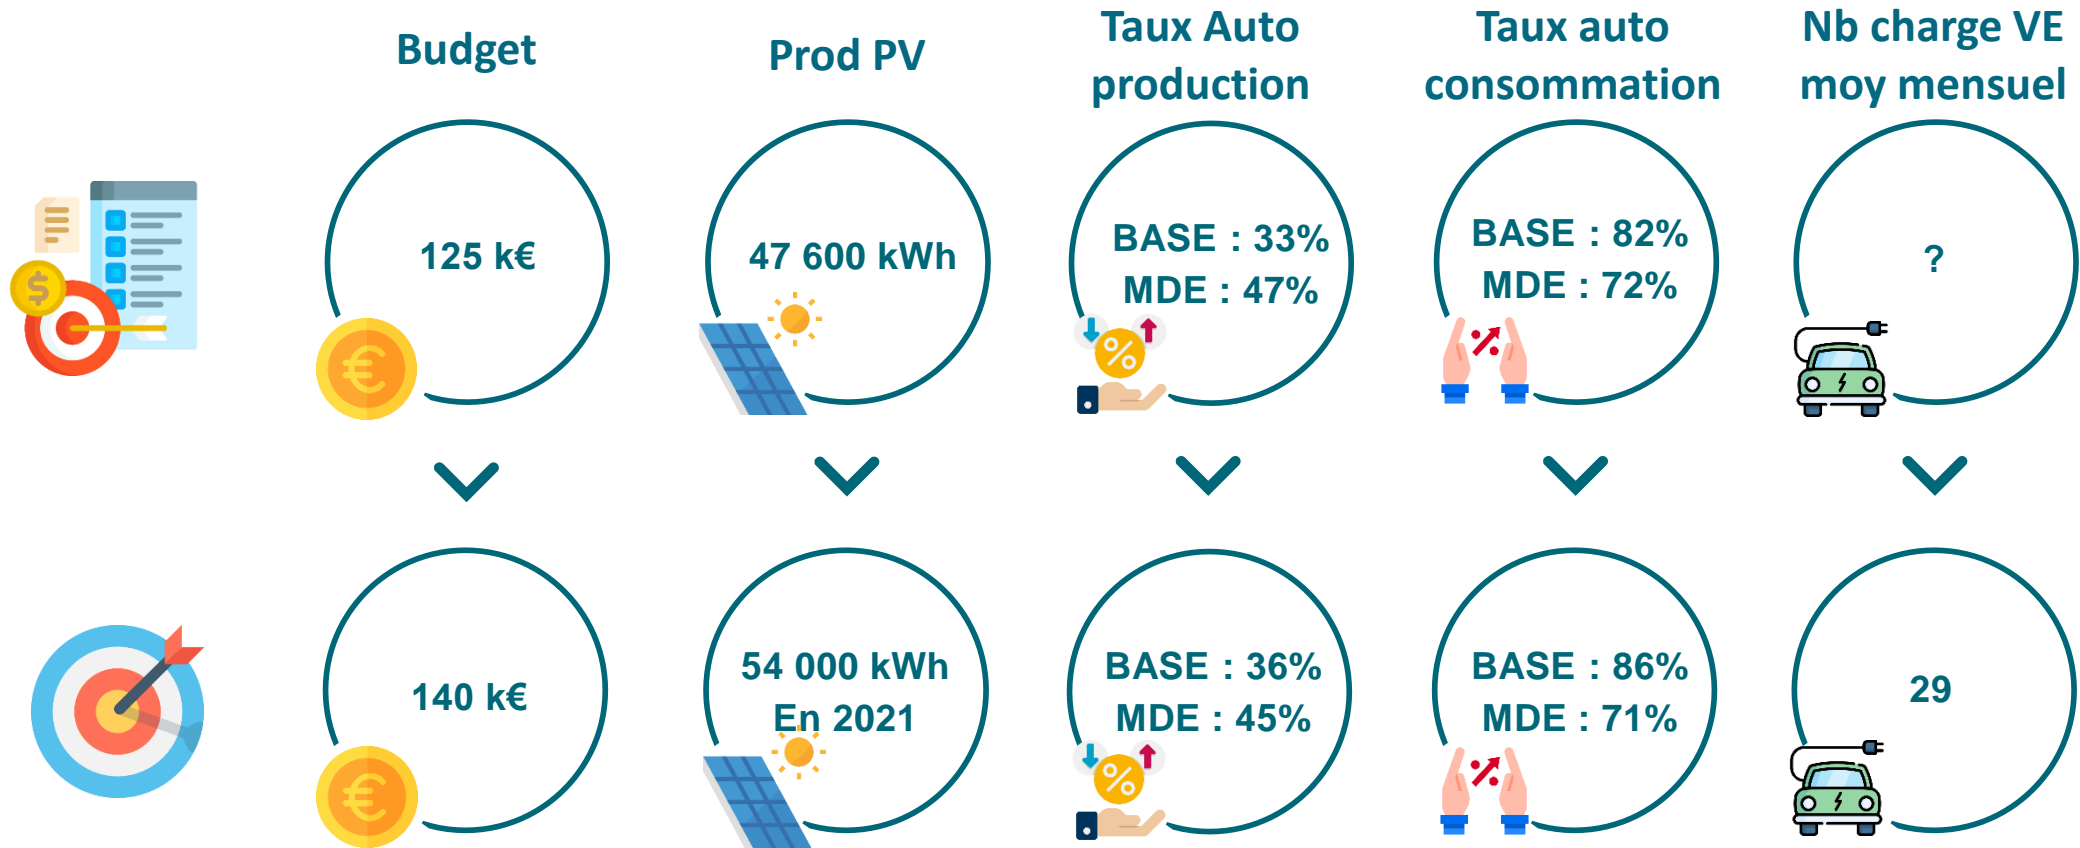 Budget
Prod PV
Taux Auto
production
Taux auto
consommation
Nb charge VE
moy mensuel
125 k€
47 600 kWh
BASE : 33%
MDE : 47%
BASE : 82%
MDE : 72%
?
140 k€
54 000 kWh
En 2021
BASE : 36%
MDE : 45%
BASE : 86%
MDE : 71%
29